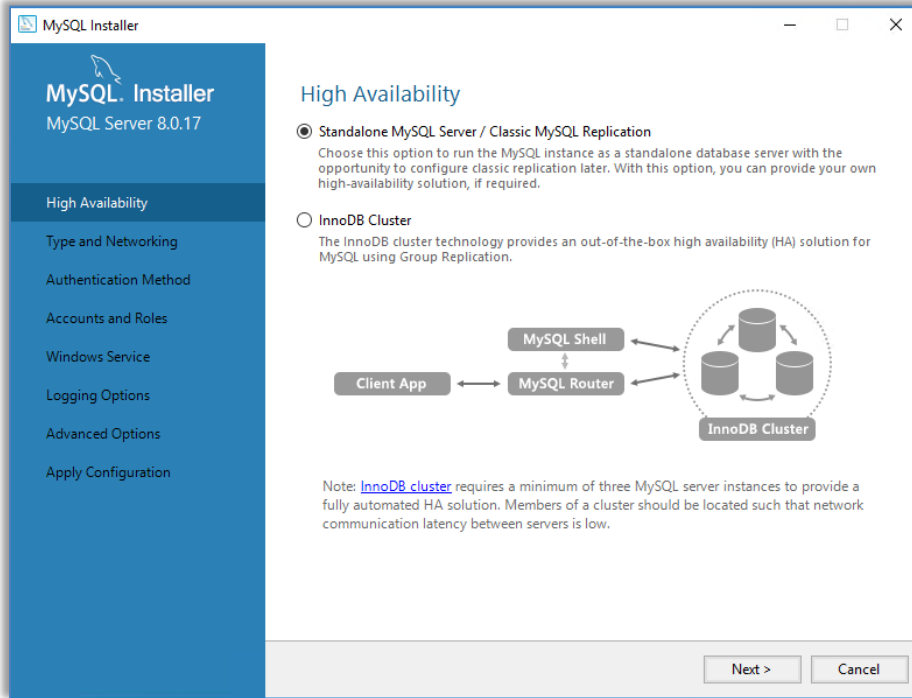 MySQL Installer
MySQL. Installer
MySQL Server 8.0.17
High Availability
Type and Networking
Authentication Method
Accounts and Roles
Windows Service
Logging Options
Advanced Options
Apply Configuration
High Availability
Standalone MySQL Server / Classic MySQL Replication
Choose this option to run the MySQL instance as a standalone database server with the
opportunity to configure classic replication later. With this option, you can provide your own
high-availability solution, if required.
InnoDB Cluster
The InnoDB cluster technology provides an out-of-the-box high availability (HA) solution for
MySQL using Group Replication.
MySQL Shell
Client App
MySQL Router
InnoDB Cluster
Note: InnoDB cluster requires a minimum of three MySQL server instances to provide a
fully automated HA solution. Members of a cluster should be located such that network
communication latency between servers is low.
Next >
Cancel